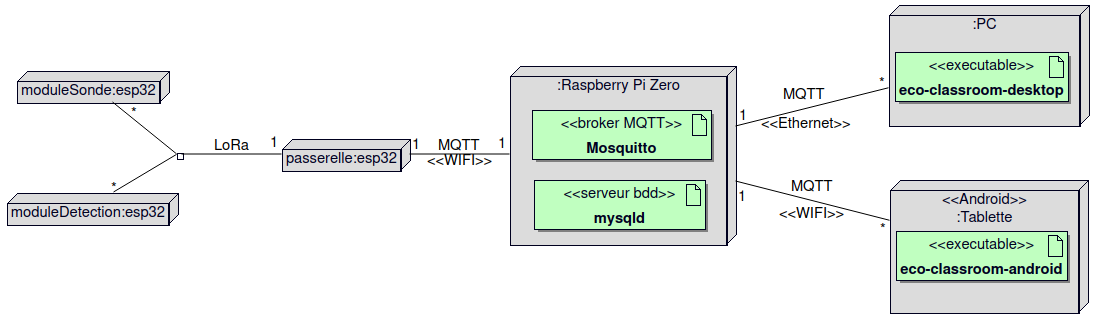 moduleSonde:esp32
*
moduleDetection:esp32
*
LoRa
1
passerelle:esp32
1
MQTT
<<WIFI>>
1
:Raspberry Pi Zero
<<broker MQTT>>
Mosquitto
<<serveur bdd>>
mysqld
1
MQTT
<<Ethernet>>
*
:PC
<<executable>>
eco-classroom-desktop
1
MQTT
<<WIFI>>
*
<<Android>>
:Tablette
<<executable>>
eco-classroom-android